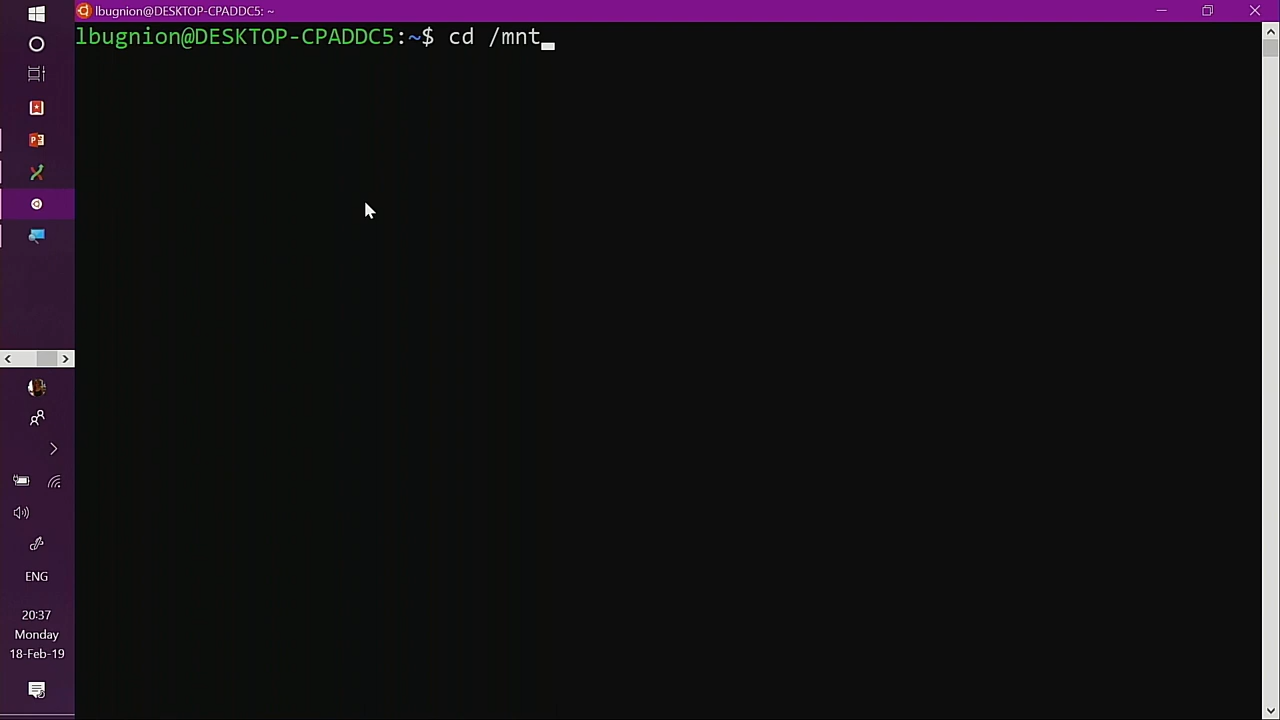 lbugnion@DESKTOP-CPADDC5: ~
lbugnion@DESKTOP-CPADDC5:~$ cd /mnt
ENG
20:37
Monday
18-Feb-19